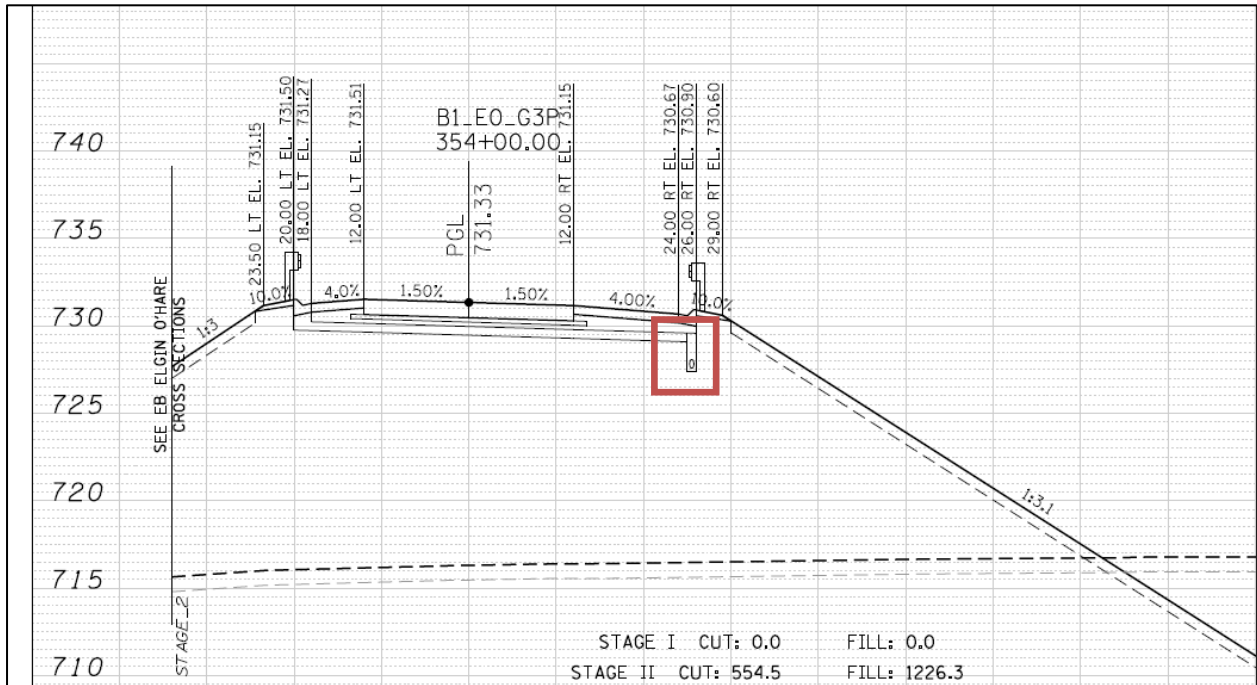 23.50 LT EL. 731.15
20.00 LT EL. 731.50
18.00 LT EL. 731.27
12.00 LT EL. 731.51
B1_EO_G3P
354+00.00
PGL
731.33
12.00 RT EL. 731.15
24.00 RT EL. 730.67
26.00 RT EL. 730.90
29.00 RT EL. 730.60
740
735
730
725
720
715
710
10.0%
4.0%
1.50%
1.50%
4.00%
10.0%
1:3
1:3.1
SEE EB ELGIN O'HARE
CROSS SECTIONS
STAGE_2
STAGE I CUT: 0.0 FILL: 0.0
STAGE II CUT: 554.5 FILL: 1226.3